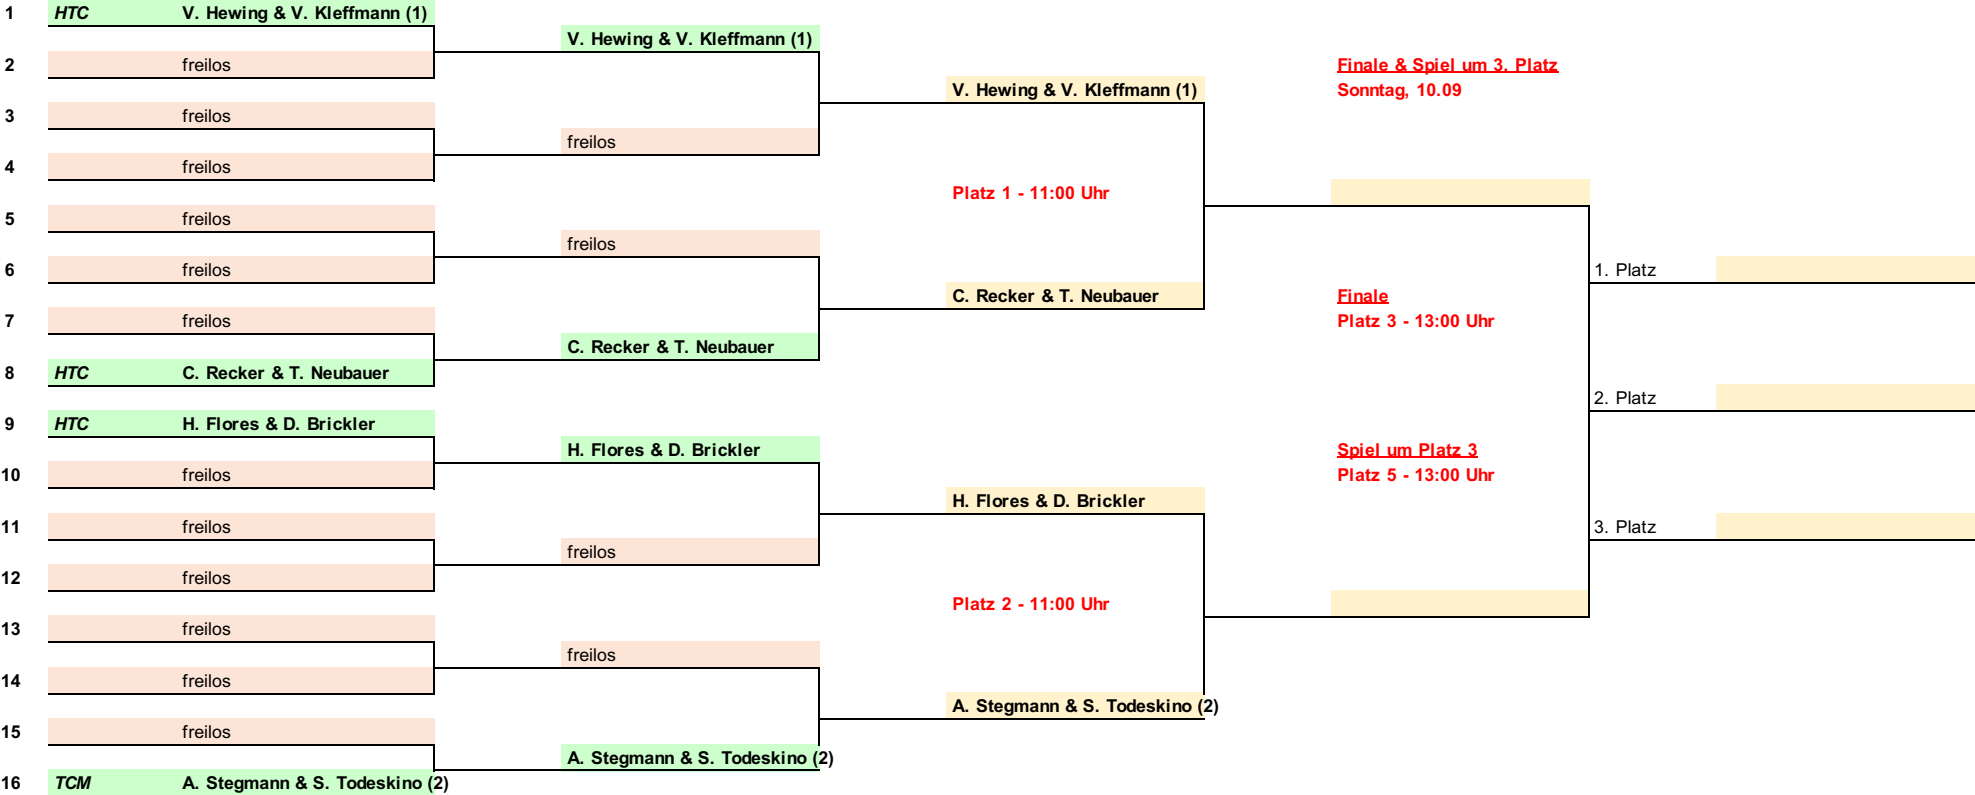 1 HTC V. Hewing & V. Kleffmann (1)
V. Hewing & V. Kleffmann (1)
2 freilos
Finale & Spiel um 3. Platz
V. Hewing & V. Kleffmann (1)
Sonntag, 10.09
3 freilos
freilos
4 freilos
Platz 1 - 11:00 Uhr
5 freilos
freilos
6 freilos
1. Platz
C. Recker & T. Neubauer
Finale
7 freilos
Platz 3 - 13:00 Uhr
C. Recker & T. Neubauer
8 HTC C. Recker & T. Neubauer
2. Platz
9 HTC H. Flores & D. Brickler
H. Flores & D. Brickler
Spiel um Platz 3
10 freilos
Platz 5 - 13:00 Uhr
H. Flores & D. Brickler
11 freilos
3. Platz
freilos
12 freilos
Platz 2 - 11:00 Uhr
13 freilos
freilos
14 freilos
A. Stegmann & S. Todeskino (2)
15 freilos
A. Stegmann & S. Todeskino (2)
16 TCM A. Stegmann & S. Todeskino (2)